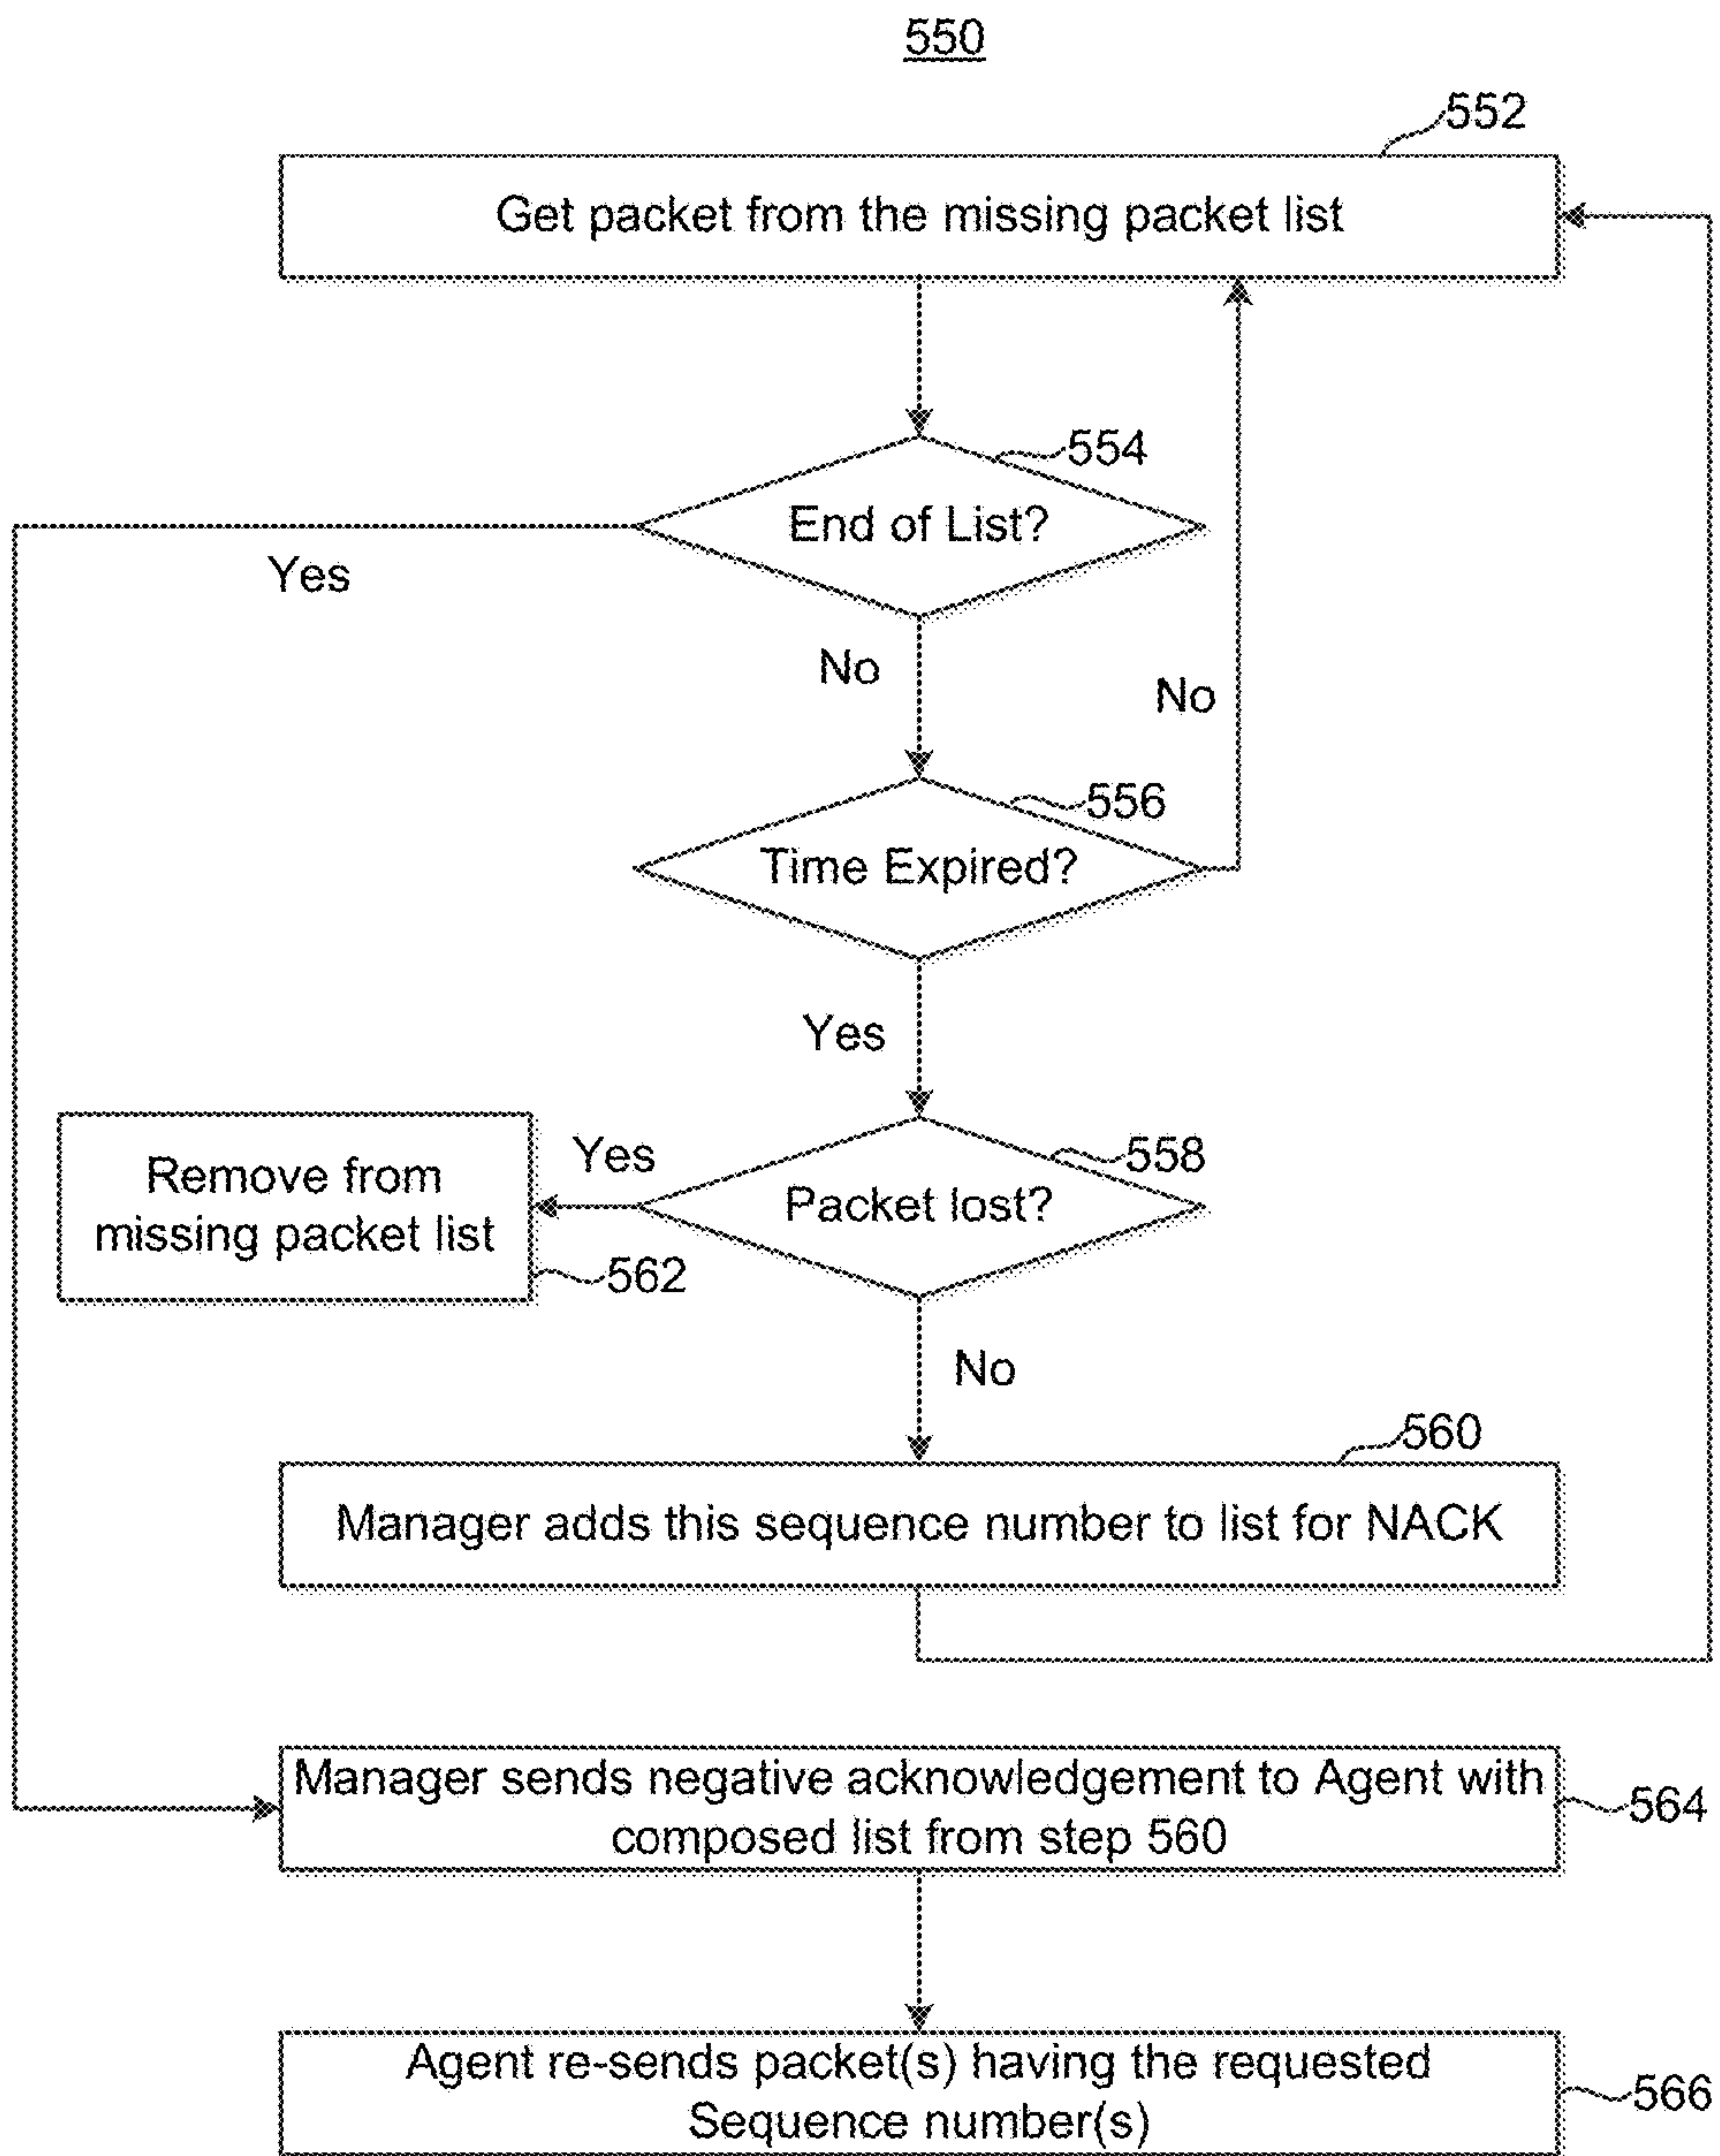 550
552
Get packet from the missing packet list
554
End of List?
Yes
No
No
556
Time Expired?
Yes
558
Yes
Packet lost?
Remove from
missing packet list
562
No
560
Manager adds this sequence number to list for NACK
Manager sends negative acknowledgement to Agent with
composed list from step 560
564
Agent re-sends packet(s) having the requested
Sequence number(s)
566